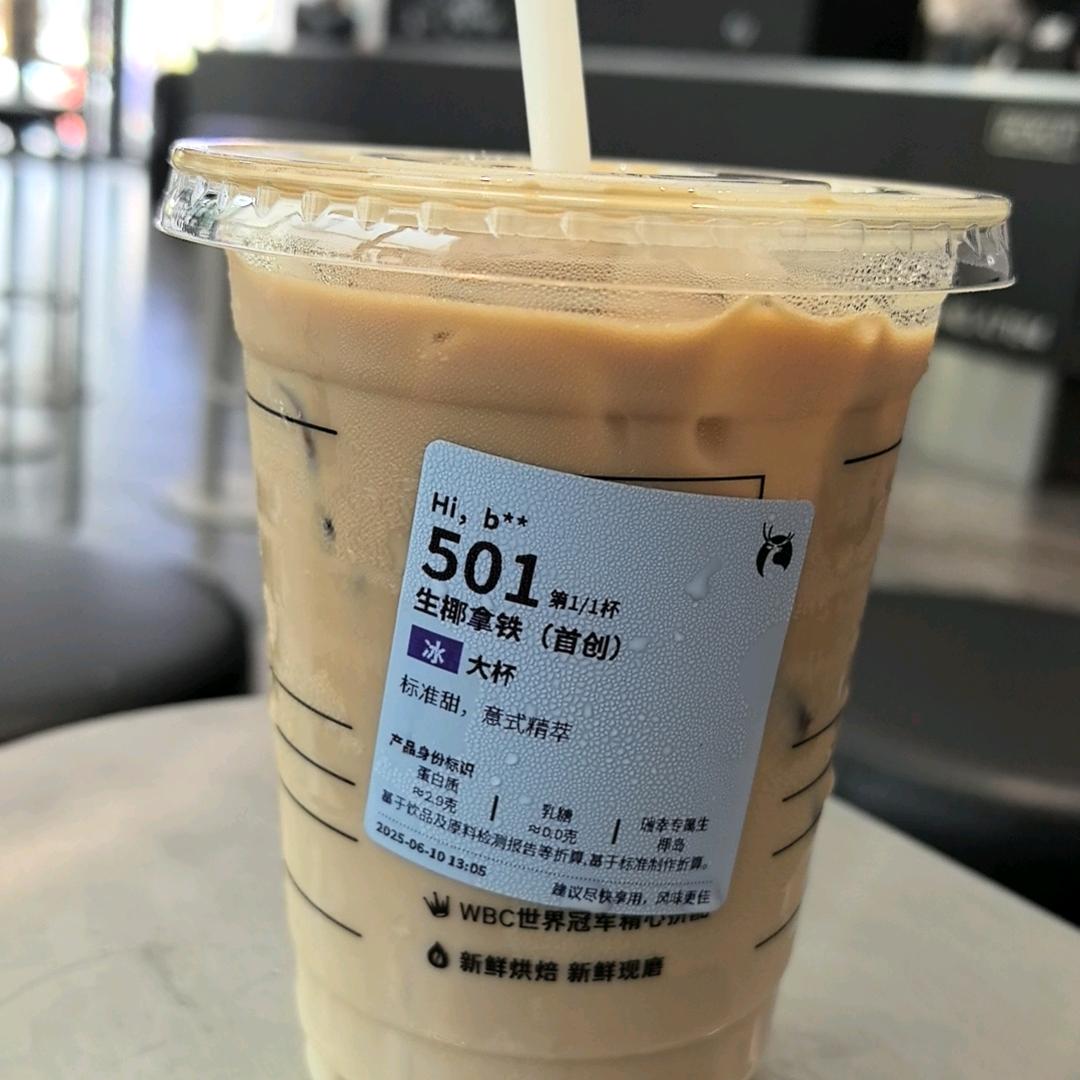 Hi, b**
501 第1/1杯
生椰拿铁（首创）
冰 大杯
标准甜，意式精萃
产品身份标识
蛋白质
≈2.9克
乳糖
≈0.0克
瑞幸专属生
椰岛
基于饮品及原料检测报告等折算,基于标准制作折算。
2025-06-10 13:05
建议尽快享用，风味更佳
WBC世界冠军精心拼配
新鲜烘焙 新鲜现磨